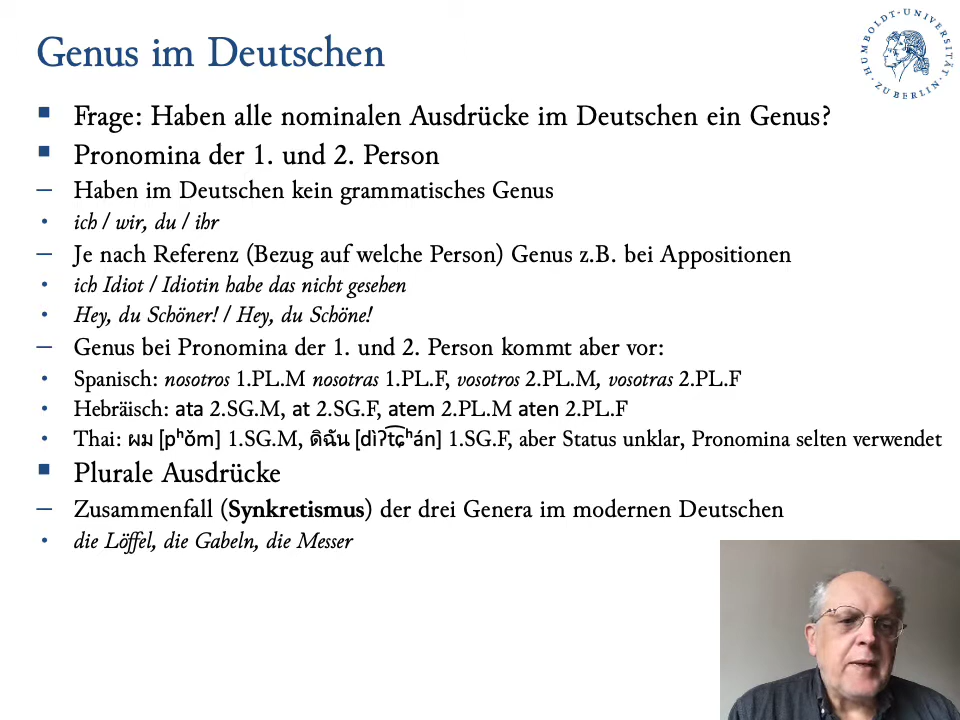 Genus im Deutschen
HUMBOLDT-UNIVERSITÄT ZU BERLIN
▪ Frage: Haben alle nominalen Ausdrücke im Deutschen ein Genus?
▪ Pronomina der 1. und 2. Person
– Haben im Deutschen kein grammatisches Genus
• ich / wir, du / ihr
– Je nach Referenz (Bezug auf welche Person) Genus z.B. bei Appositionen
• ich Idiot / Idiotin habe das nicht gesehen
• Hey, du Schöner! / Hey, du Schöne!
– Genus bei Pronomina der 1. und 2. Person kommt aber vor:
• Spanisch: nosotros 1.PL.M nosotras 1.PL.F, vosotros 2.PL.M, vosotras 2.PL.F
• Hebräisch: ata 2.SG.M, at 2.SG.F, atem 2.PL.M aten 2.PL.F
• Thai: ผม [pʰǒm] 1.SG.M, ดิฉัน [dìʔt͡ɕʰán] 1.SG.F, aber Status unklar, Pronomina selten verwendet
▪ Plurale Ausdrücke
– Zusammenfall (Synkretismus) der drei Genera im modernen Deutschen
• die Löffel, die Gabeln, die Messer